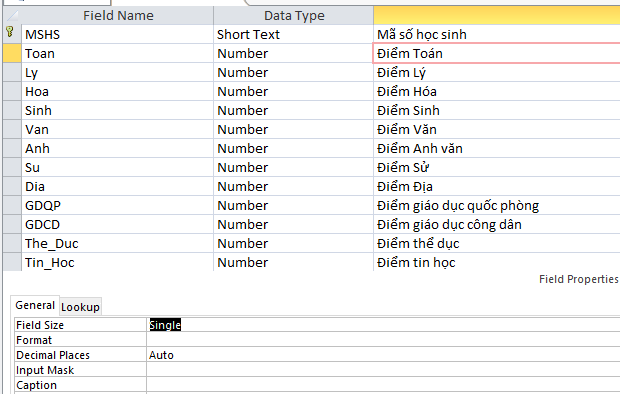 Field Name Data Type
MSHS Short Text Mã số học sinh
Toan Number Điểm Toán
Ly Number Điểm Lý
Hoa Number Điểm Hóa
Sinh Number Điểm Sinh
Van Number Điểm Văn
Anh Number Điểm Anh văn
Su Number Điểm Sử
Dia Number Điểm Địa
GDQP Number Điểm giáo dục quốc phòng
GDCD Number Điểm giáo dục công dân
The_Duc Number Điểm thể dục
Tin_Hoc Number Điểm tin học
Field Properties
General Lookup
Field Size Single
Format
Decimal Places Auto
Input Mask
Caption